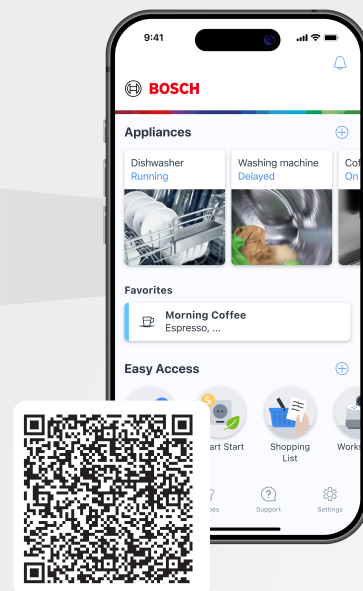 9:41
BOSCH
Appliances
Dishwasher
Running
Washing machine
Delayed
Cof
On
Favorites
Morning Coffee
Espresso, ...
Easy Access
art Start
Shopping
List
Works
pes
Support
Settings